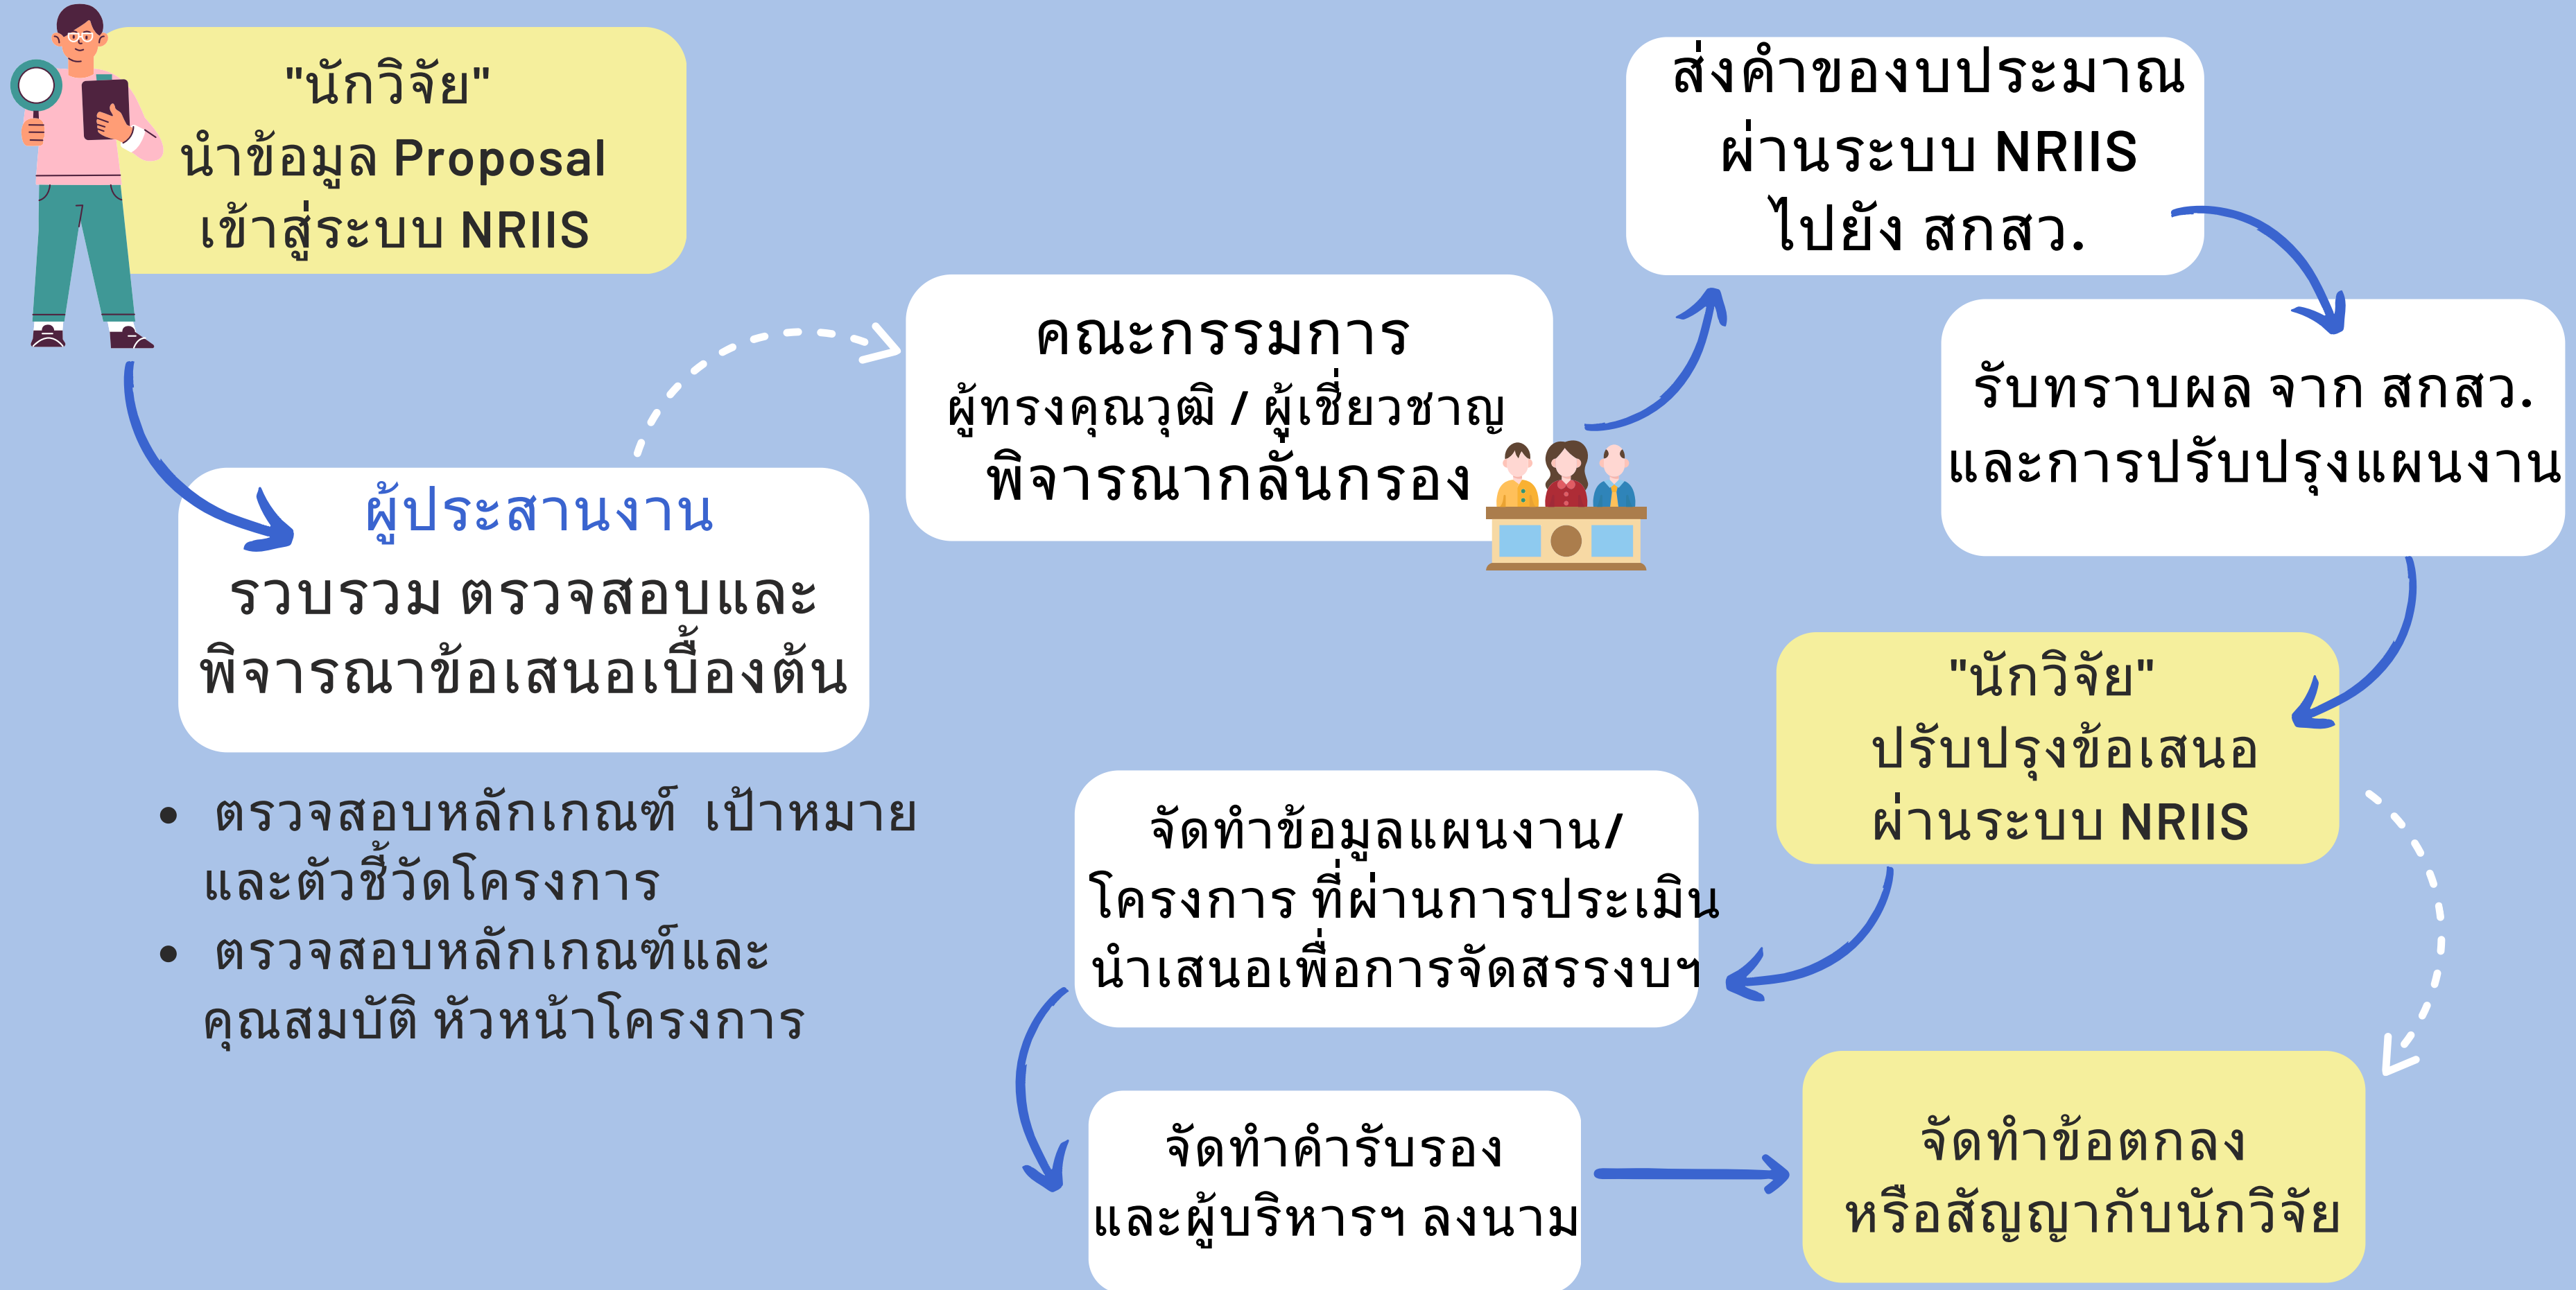 "นักวิจัย"
นำข้อมูล Proposal
เข้าสู่ระบบ NRIIS
ผู้ประสานงาน
รวบรวม ตรวจสอบและ
พิจารณาข้อเสนอเบื้องต้น
• ตรวจสอบหลักเกณฑ์ เป้าหมาย
และตัวชี้วัดโครงการ
• ตรวจสอบหลักเกณฑ์และ
คุณสมบัติ หัวหน้าโครงการ
คณะกรรมการ
ผู้ทรงคุณวุฒิ / ผู้เชี่ยวชาญ
พิจารณากลั่นกรอง
ส่งคำของบประมาณ
ผ่านระบบ NRIIS
ไปยัง สกสว.
รับทราบผล จาก สกสว.
และการปรับปรุงแผนงาน
"นักวิจัย"
ปรับปรุงข้อเสนอ
ผ่านระบบ NRIIS
จัดทำข้อมูลแผนงาน/
โครงการ ที่ผ่านการประเมิน
นำเสนอเพื่อการจัดสรรงบฯ
จัดทำคำรับรอง
และผู้บริหารฯ ลงนาม
จัดทำข้อตกลง
หรือสัญญากับนักวิจัย